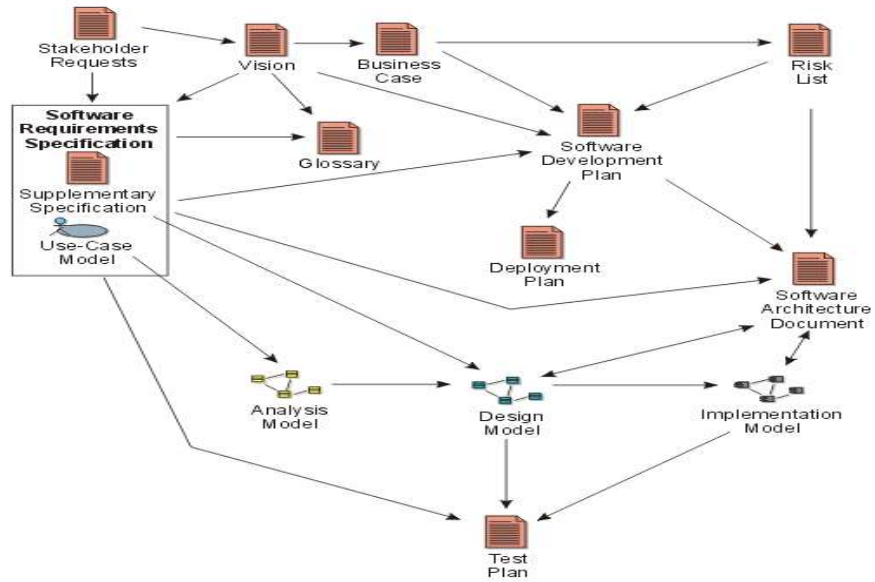 Stakeholder
Requests
Vision
Business
Case
Risk
List
Software
Requirements
Specification
Supplementary
Specification
Use-Case
Model
Glossary
Software
Development
Plan
Deployment
Plan
Software
Architecture
Document
Analysis
Model
Design
Model
Implementation
Model
Test
Plan